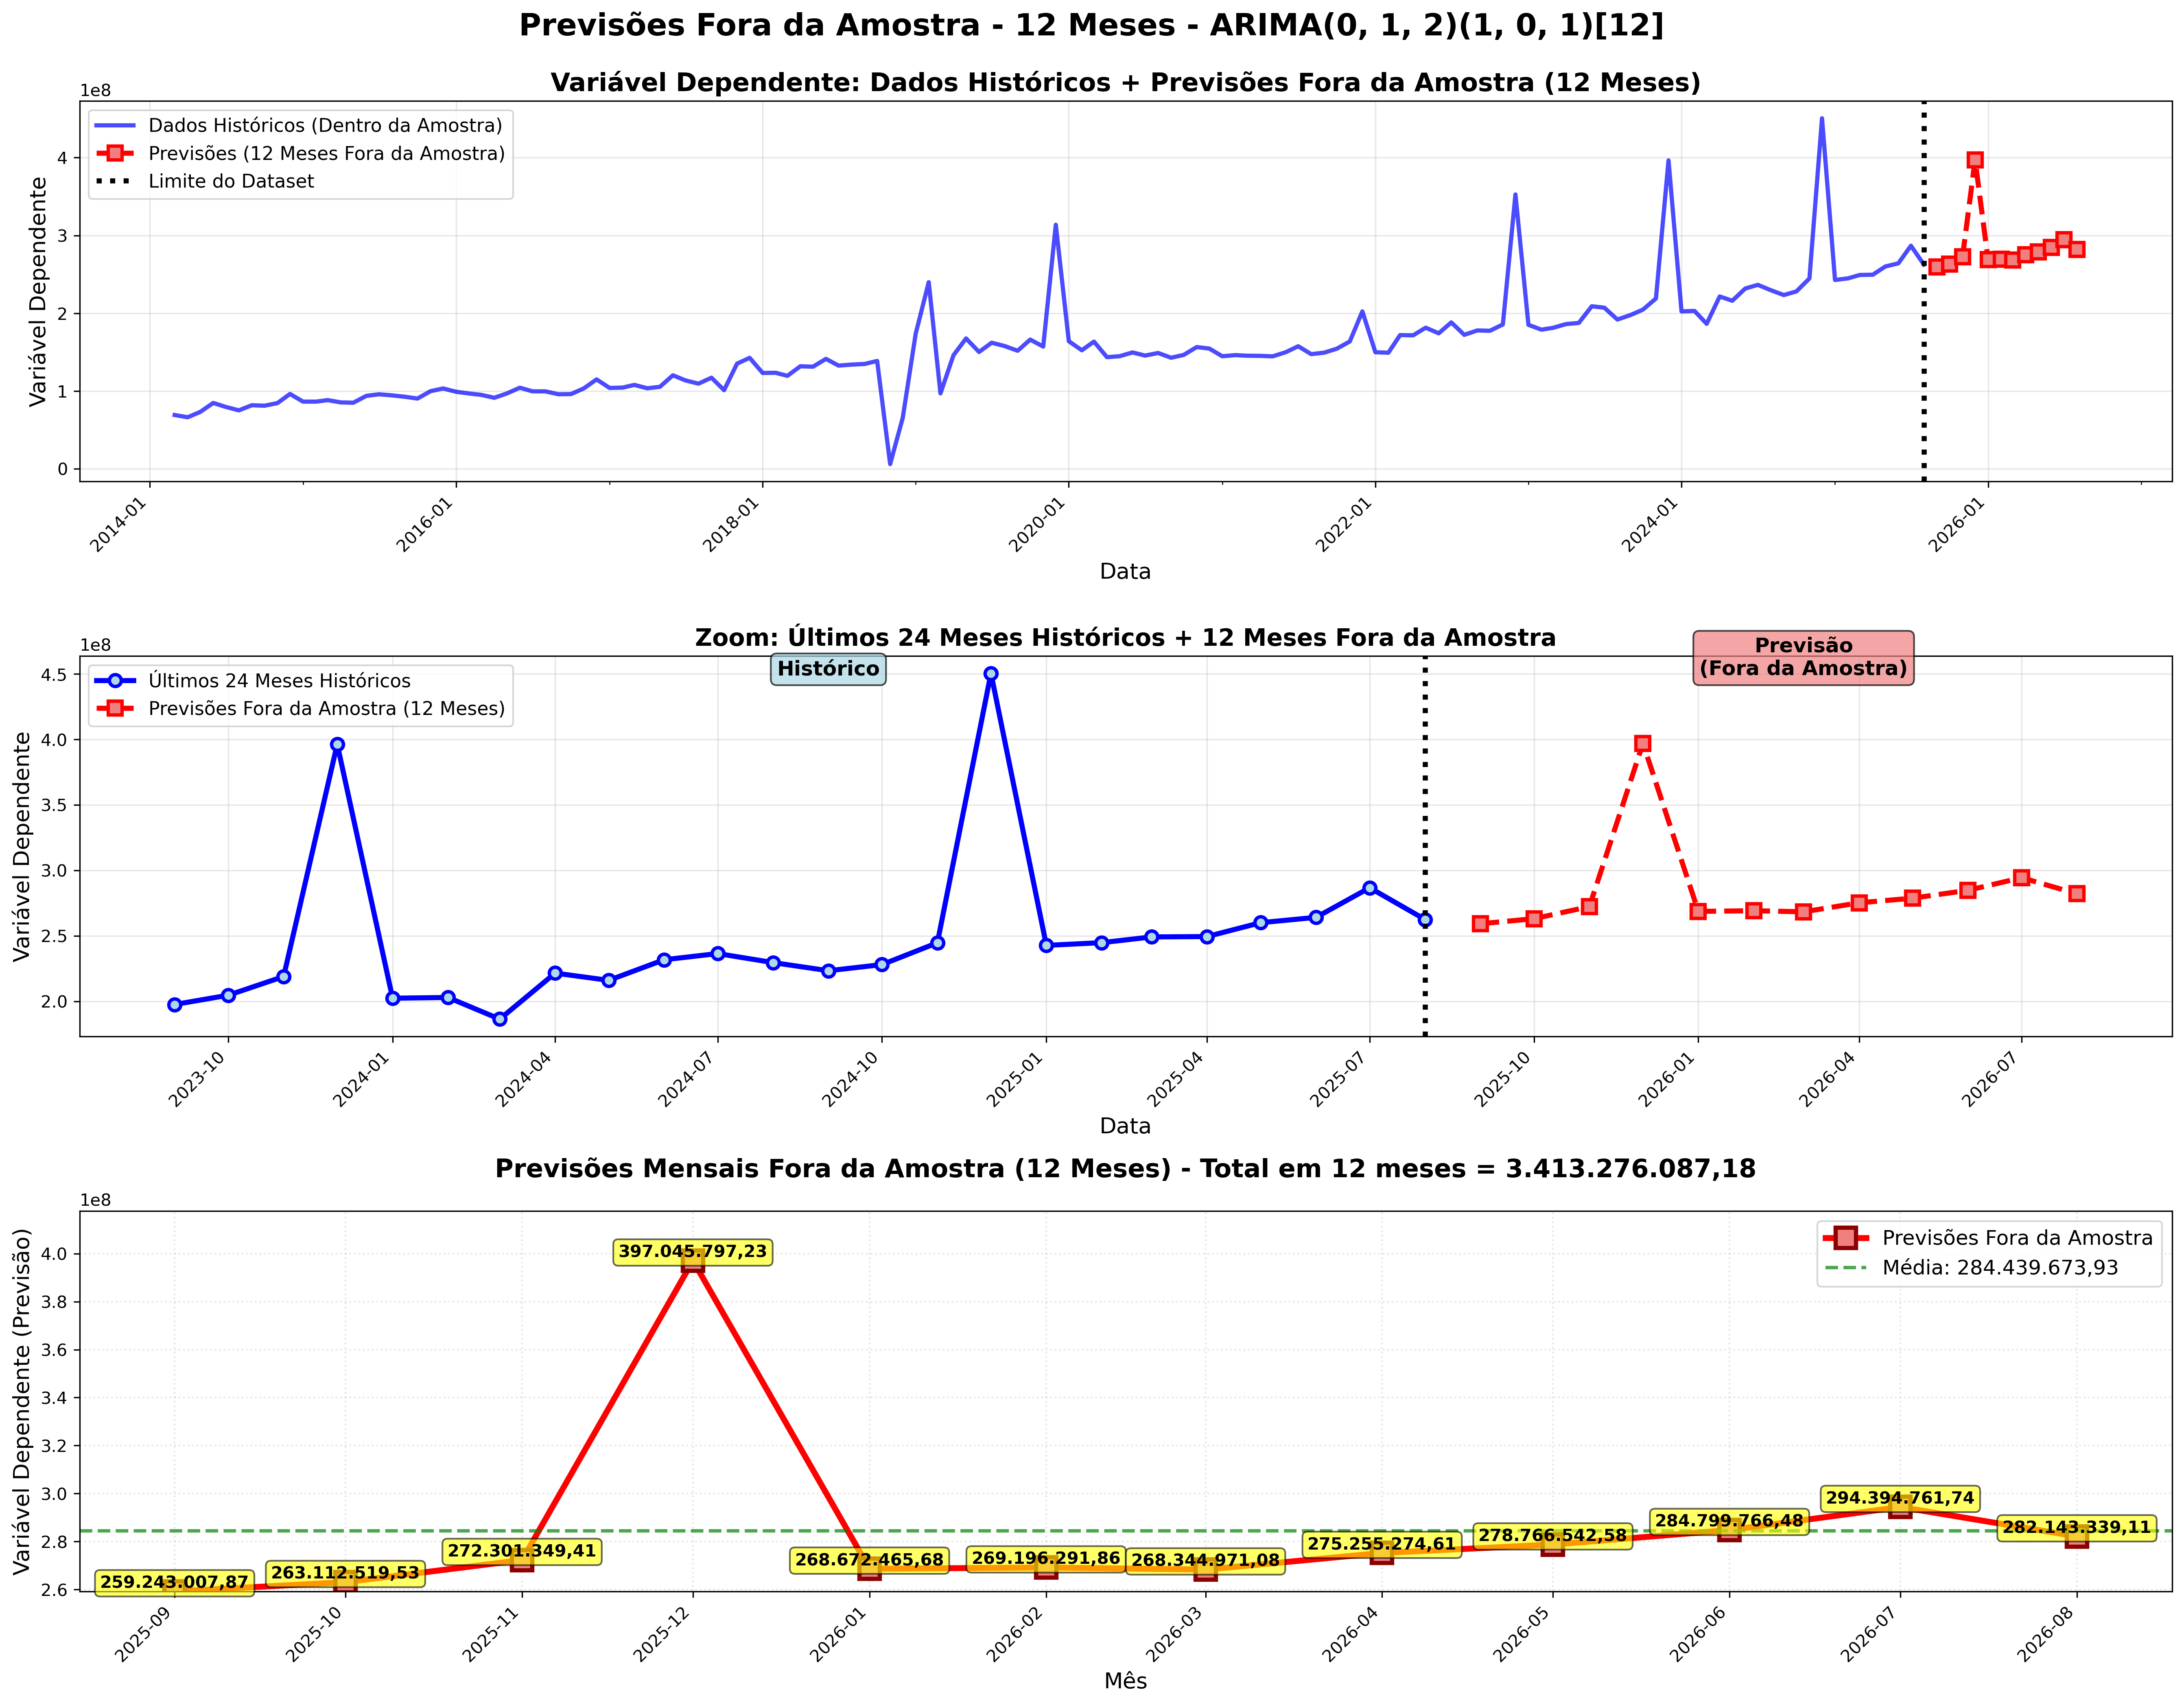 Previsões Fora da Amostra - 12 Meses - ARIMA(0, 1, 2)(1, 0, 1)[12]
Variável Dependente: Dados Históricos + Previsões Fora da Amostra (12 Meses)
1e8
Dados Históricos (Dentro da Amostra)
Previsões (12 Meses Fora da Amostra)
Limite do Dataset
Variável Dependente
4
3
2
1
0
2014-01
2016-01
2018-01
2020-01
2022-01
2024-01
2026-01
Data
Zoom: Últimos 24 Meses Históricos + 12 Meses Fora da Amostra
1e8
Últimos 24 Meses Históricos
Previsões Fora da Amostra (12 Meses)
Histórico
Previsão
(Fora da Amostra)
Variável Dependente
4.5
4.0
3.5
3.0
2.5
2.0
2023-10
2024-01
2024-04
2024-07
2024-10
2025-01
2025-04
2025-07
2025-10
2026-01
2026-04
2026-07
Data
Previsões Mensais Fora da Amostra (12 Meses) - Total em 12 meses = 3.413.276.087,18
1e8
Previsões Fora da Amostra
Média: 284.439.673,93
Variável Dependente (Previsão)
4.0
3.8
3.6
3.4
3.2
3.0
2.8
2.6
259.243.007,87
263.112.519,53
272.301.349,41
397.045.797,23
268.672.465,68
269.196.291,86
268.344.971,08
275.255.274,61
278.766.542,58
284.799.766,48
294.394.761,74
282.143.339,11
2025-09
2025-10
2025-11
2025-12
2026-01
2026-02
2026-03
2026-04
2026-05
2026-06
2026-07
2026-08
Mês